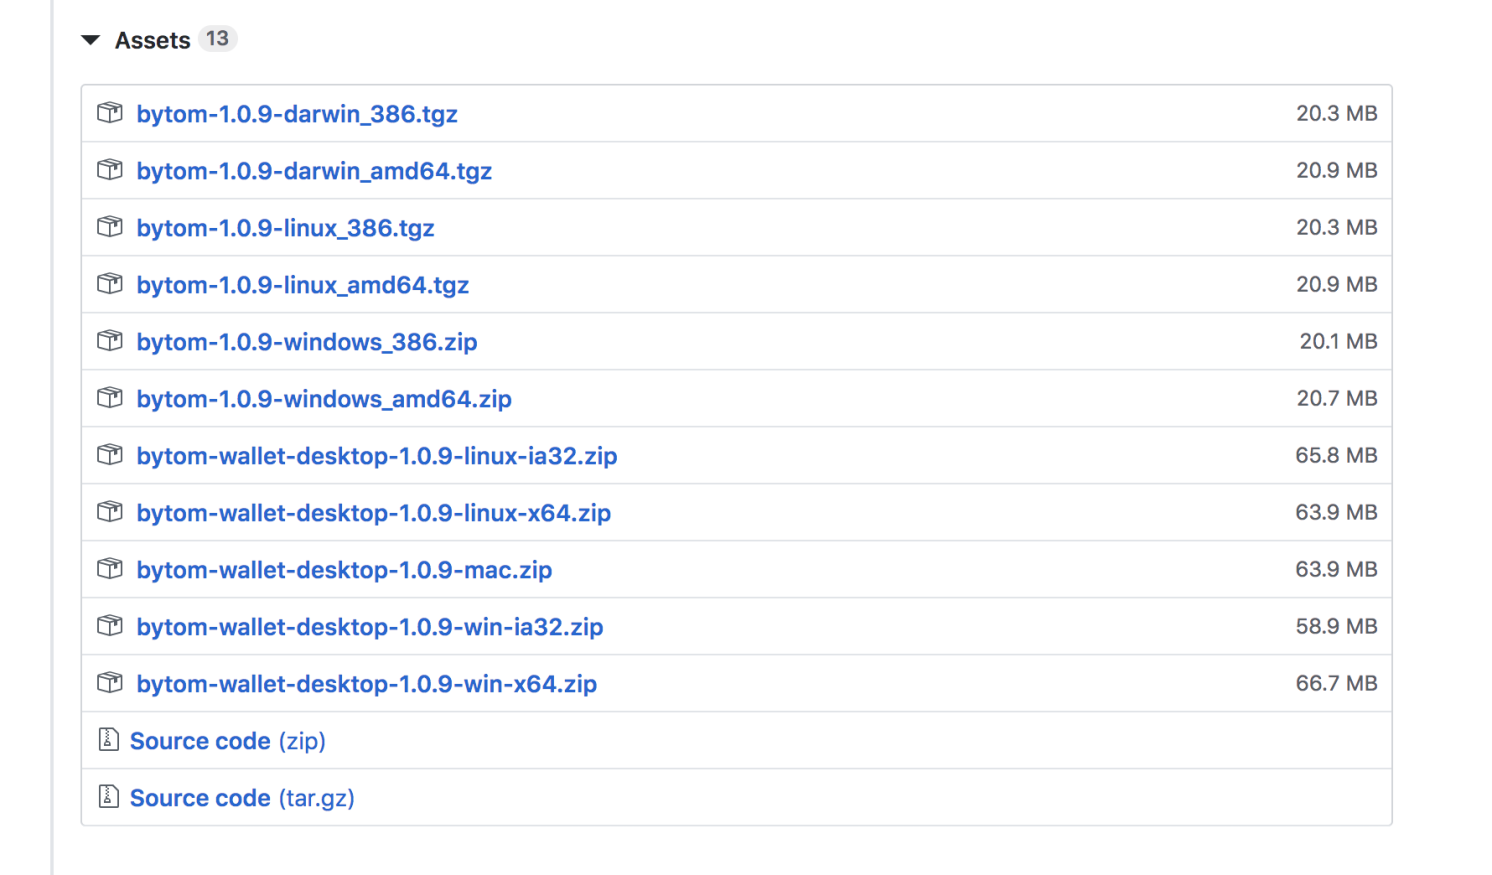 Assets 13
bytom-1.0.9-darwin_386.tgz 20.3 MB
bytom-1.0.9-darwin_amd64.tgz 20.9 MB
bytom-1.0.9-linux_386.tgz 20.3 MB
bytom-1.0.9-linux_amd64.tgz 20.9 MB
bytom-1.0.9-windows_386.zip 20.1 MB
bytom-1.0.9-windows_amd64.zip 20.7 MB
bytom-wallet-desktop-1.0.9-linux-ia32.zip 65.8 MB
bytom-wallet-desktop-1.0.9-linux-x64.zip 63.9 MB
bytom-wallet-desktop-1.0.9-mac.zip 63.9 MB
bytom-wallet-desktop-1.0.9-win-ia32.zip 58.9 MB
bytom-wallet-desktop-1.0.9-win-x64.zip 66.7 MB
Source code (zip)
Source code (tar.gz)